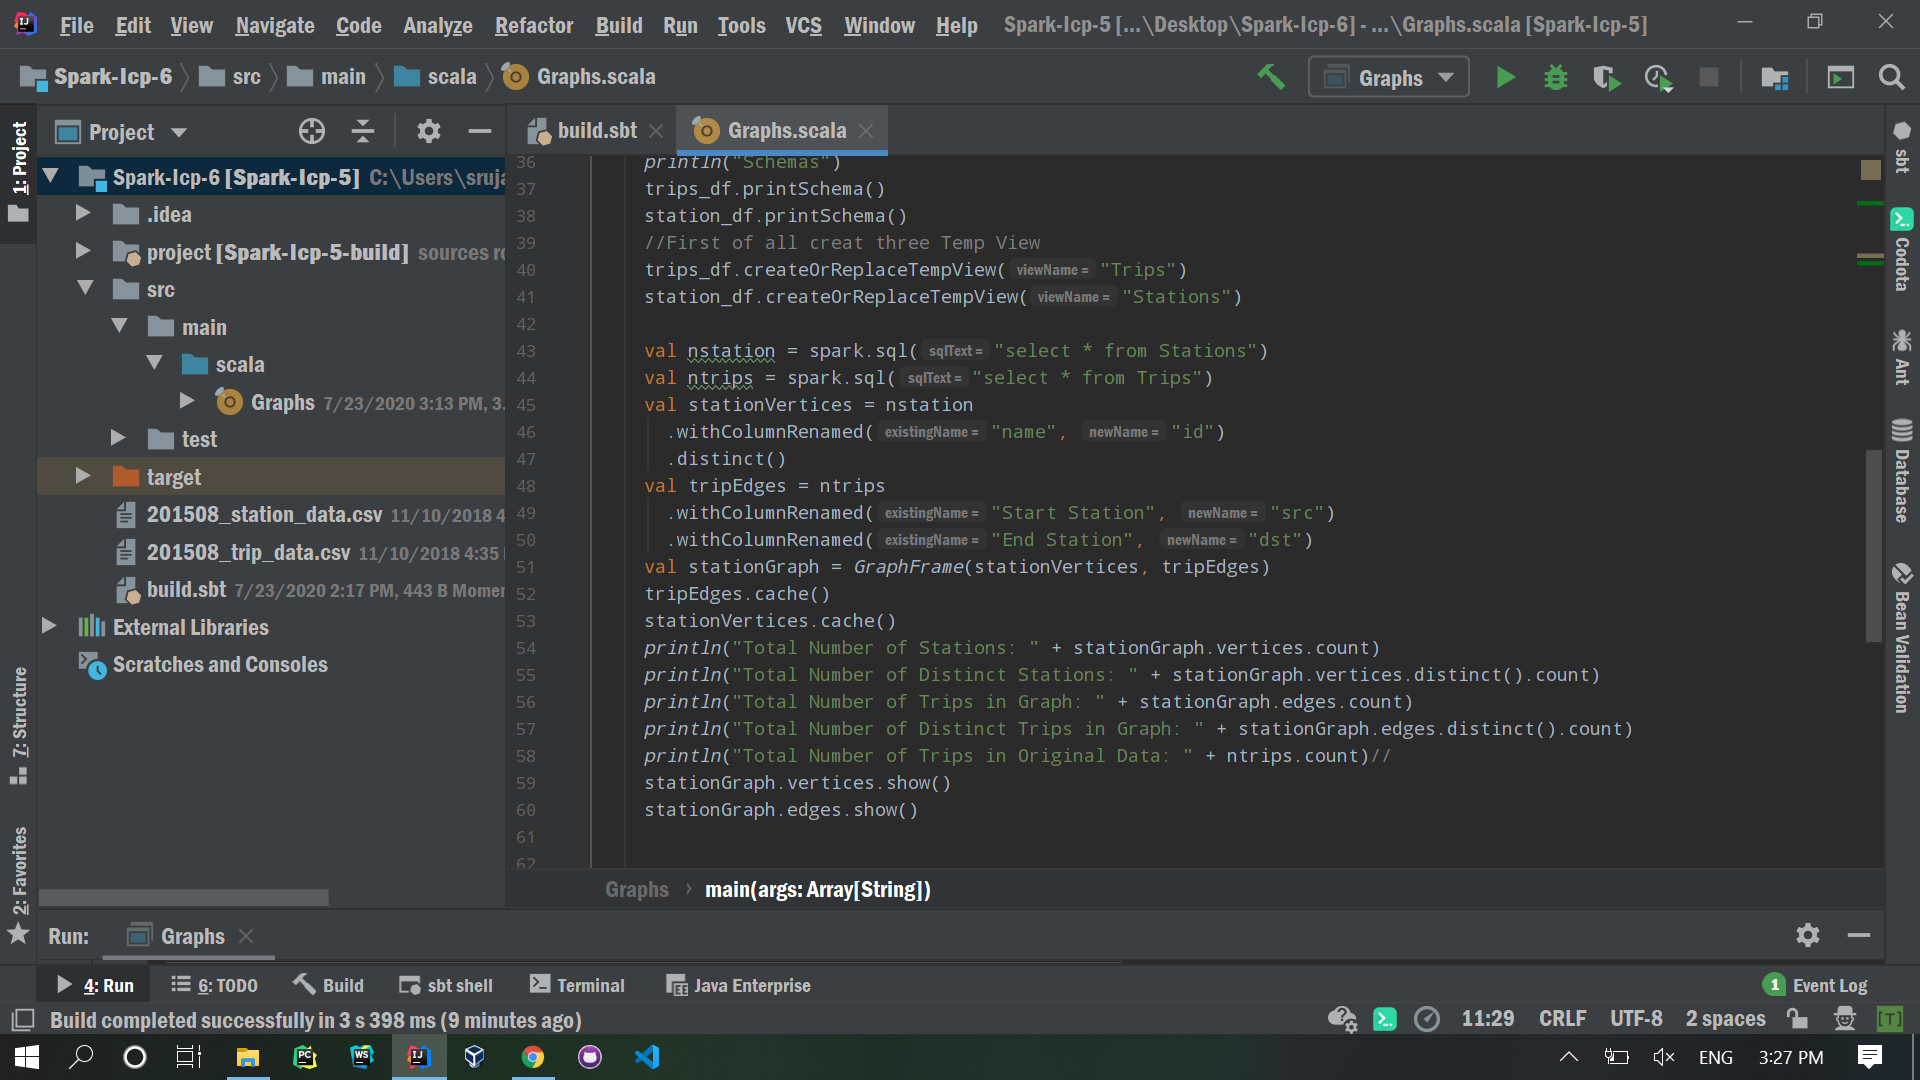 File Edit View Navigate Code Analyze Refactor Build Run Tools VCS Window Help Spark-Icp-5 [...\Desktop\Spark-Icp-6] - ...\Graphs.scala [Spark-Icp-5]
Spark-Icp-6 src main scala Graphs.scala Graphs
Project
build.sbt Graphs.scala
1: Project
Spark-Icp-6 [Spark-Icp-5] C:\Users\sruja
.idea
project [Spark-Icp-5-build] sources ro
src
main
scala
Graphs 7/23/2020 3:13 PM, 3.
test
target
201508_station_data.csv 11/10/2018 4
201508_trip_data.csv 11/10/2018 4:35
build.sbt 7/23/2020 2:17 PM, 443 B Momen
External Libraries
Scratches and Consoles
7: Structure
2: Favorites
36 println("Schemas")
37 trips_df.printSchema()
38 station_df.printSchema()
39 //First of all creat three Temp View
40 trips_df.createOrReplaceTempView( viewName = "Trips")
41 station_df.createOrReplaceTempView( viewName = "Stations")
42
43 val nstation = spark.sql( sqlText = "select * from Stations")
44 val ntrips = spark.sql( sqlText = "select * from Trips")
45 val stationVertices = nstation
46 .withColumnRenamed( existingName = "name", newName = "id")
47 .distinct()
48 val tripEdges = ntrips
49 .withColumnRenamed( existingName = "Start Station", newName = "src")
50 .withColumnRenamed( existingName = "End Station", newName = "dst")
51 val stationGraph = GraphFrame(stationVertices, tripEdges)
52 tripEdges.cache()
53 stationVertices.cache()
54 println("Total Number of Stations: " + stationGraph.vertices.count)
55 println("Total Number of Distinct Stations: " + stationGraph.vertices.distinct().count)
56 println("Total Number of Trips in Graph: " + stationGraph.edges.count)
57 println("Total Number of Distinct Trips in Graph: " + stationGraph.edges.distinct().count)
58 println("Total Number of Trips in Original Data: " + ntrips.count)//
59 stationGraph.vertices.show()
60 stationGraph.edges.show()
61
62
Graphs › main(args: Array[String])
sbt
Codota
Ant
Database
Bean Validation
Run: Graphs
4: Run 6: TODO Build sbt shell Terminal Java Enterprise 1 Event Log
Build completed successfully in 3 s 398 ms (9 minutes ago) 11:29 CRLF UTF-8 2 spaces [T]
ENG 3:27 PM